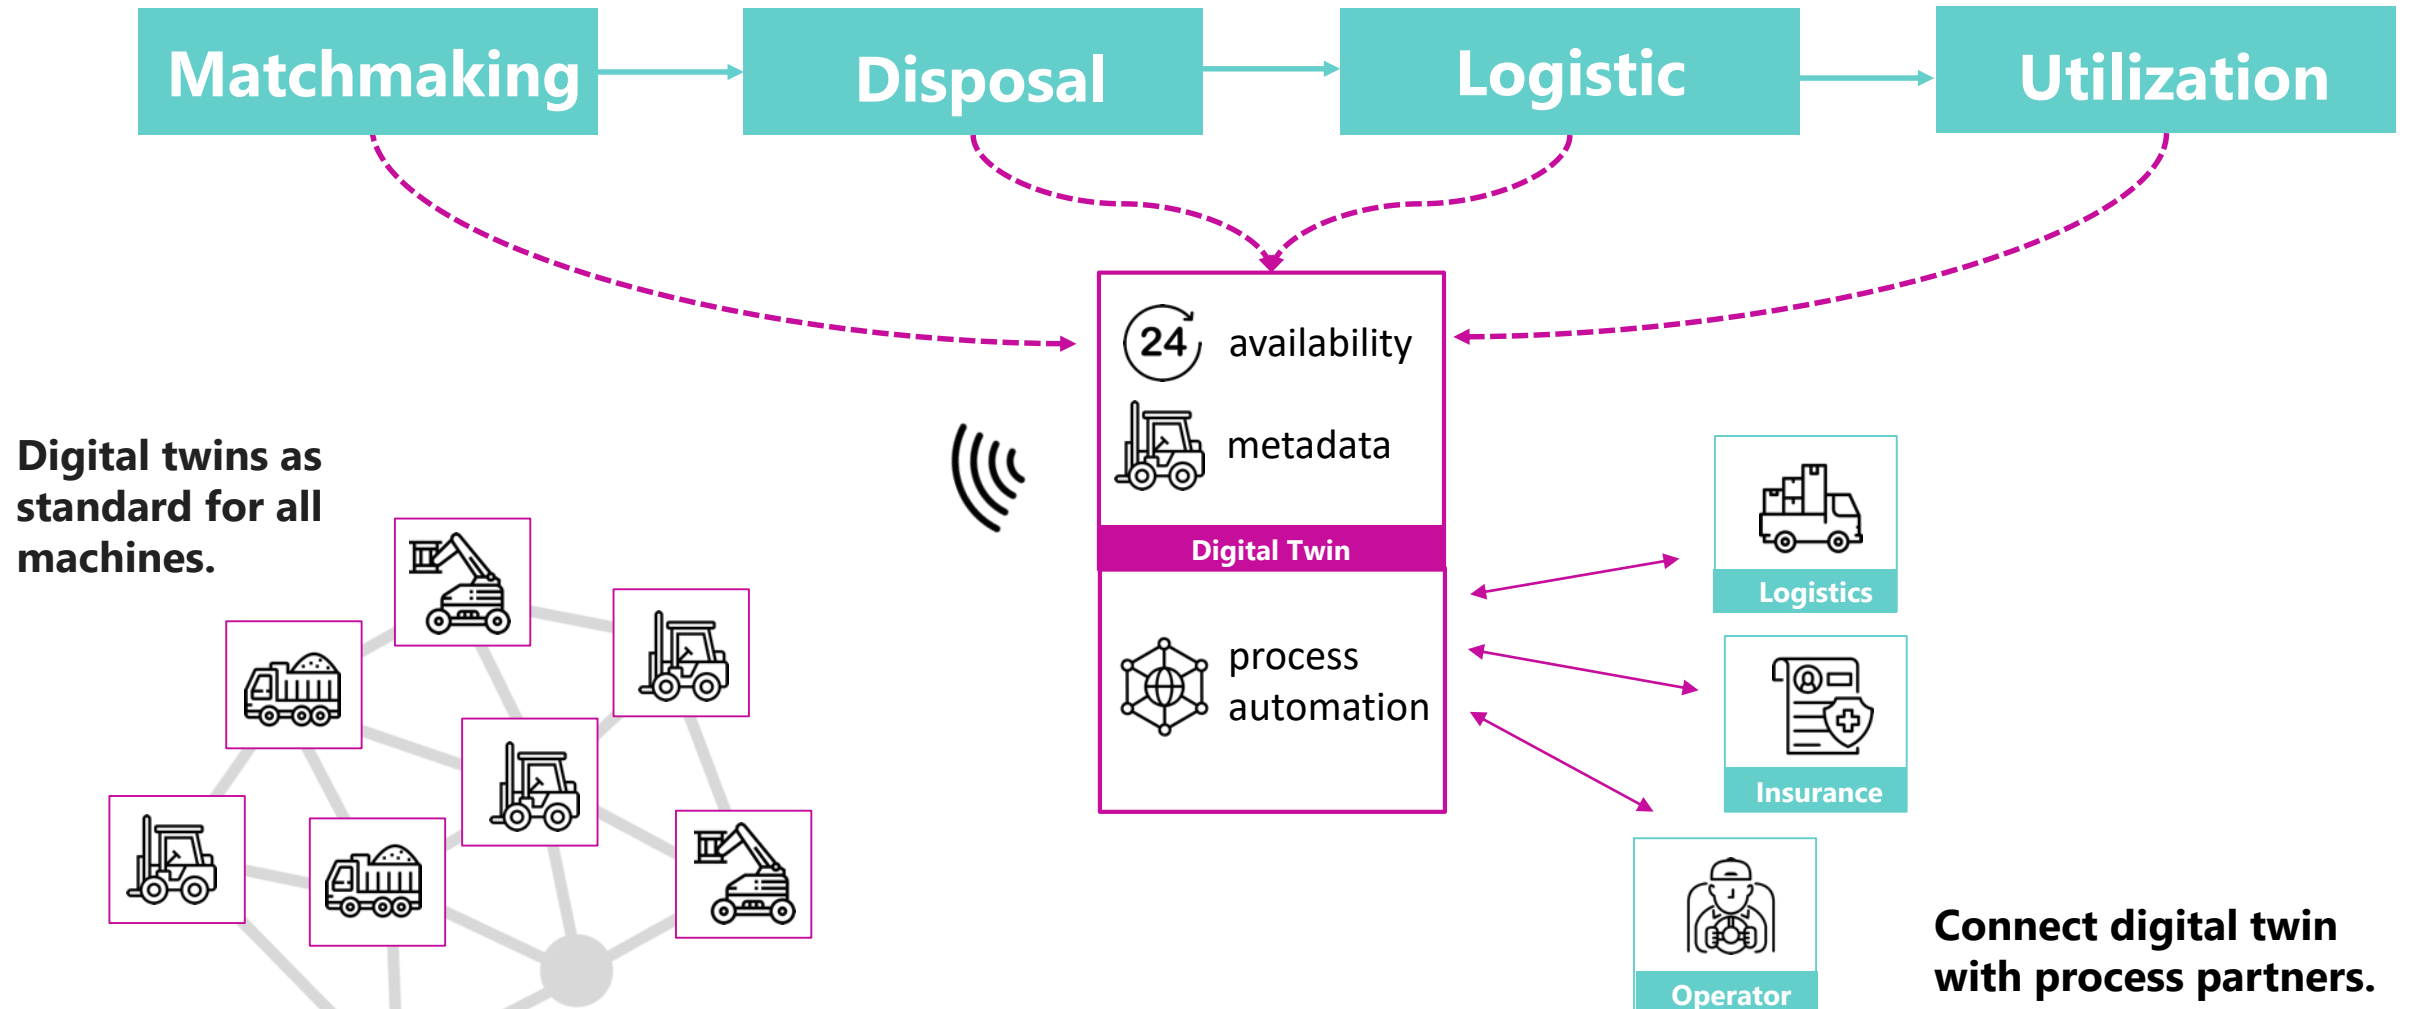 Matchmaking
Disposal
Logistic
Utilization
24
availability
metadata
Digital Twin
process
automation
Digital twins as
standard for all
machines.
Logistics
Insurance
Operator
Connect digital twin
with process partners.